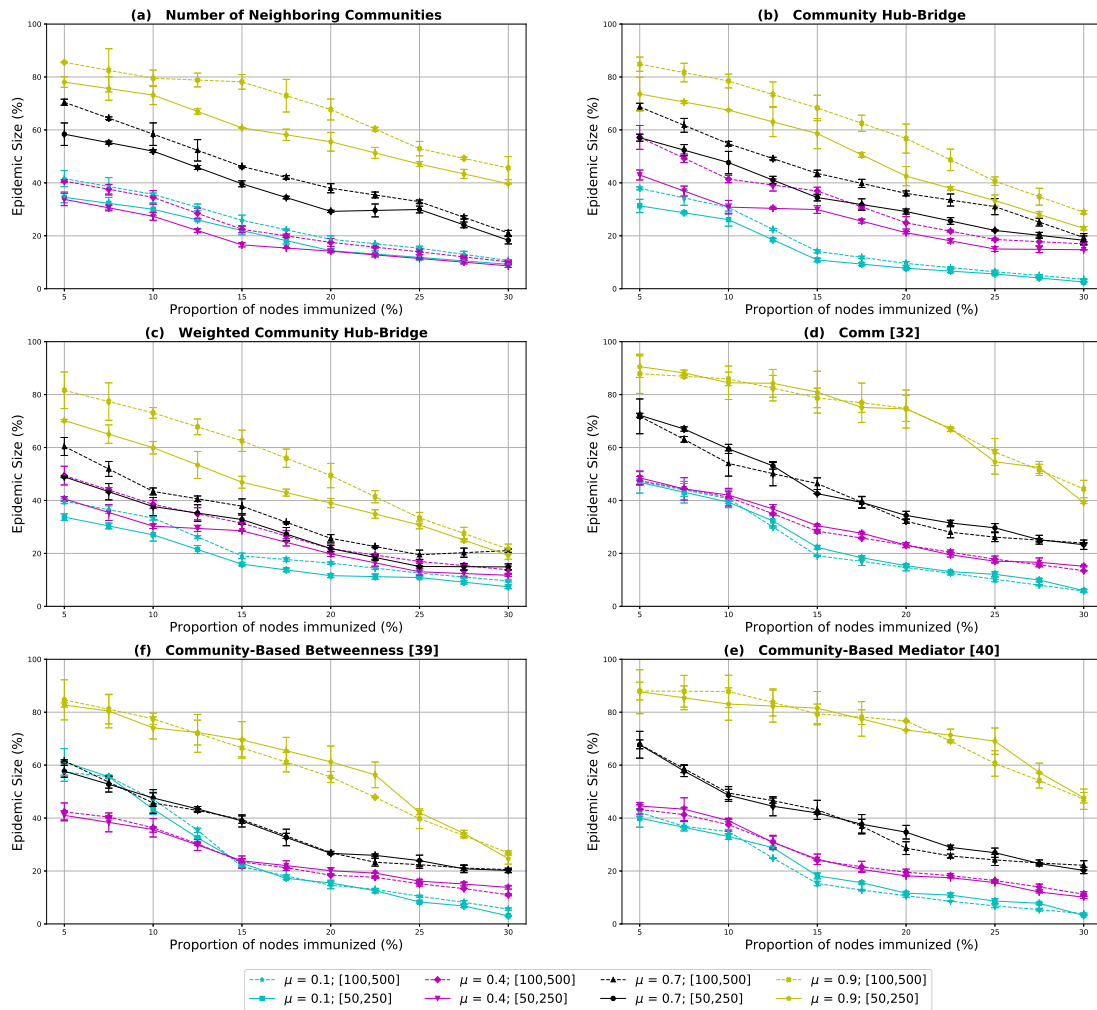 (a) Number of Neighboring Communities
Epidemic Size (%)
100
80
60
40
20
0
5 10 15 20 25 30
Proportion of nodes immunized (%)
(b) Community Hub-Bridge
Epidemic Size (%)
100
80
60
40
20
0
5 10 15 20 25 30
Proportion of nodes immunized (%)
(c) Weighted Community Hub-Bridge
Epidemic Size (%)
100
80
60
40
20
0
5 10 15 20 25 30
Proportion of nodes immunized (%)
(d) Comm [32]
Epidemic Size (%)
100
80
60
40
20
0
5 10 15 20 25 30
Proportion of nodes immunized (%)
(f) Community-Based Betweenness [39]
Epidemic Size (%)
100
80
60
40
20
0
5 10 15 20 25 30
Proportion of nodes immunized (%)
(e) Community-Based Mediator [40]
Epidemic Size (%)
100
80
60
40
20
0
5 10 15 20 25 30
Proportion of nodes immunized (%)
μ = 0.1; [100,500] μ = 0.4; [100,500] μ = 0.7; [100,500] μ = 0.9; [100,500]
μ = 0.1; [50,250] μ = 0.4; [50,250] μ = 0.7; [50,250] μ = 0.9; [50,250]